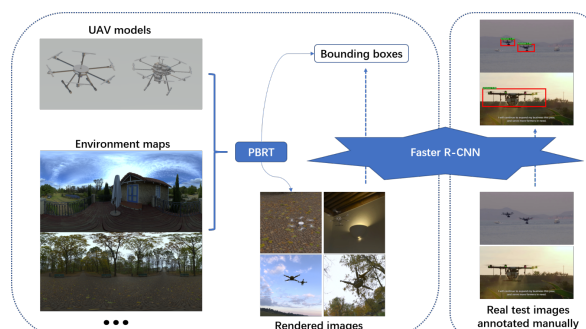 UAV models
Bounding boxes
Environment maps
PBRT
Faster R-CNN
Rendered images
Real test images
annotated manually